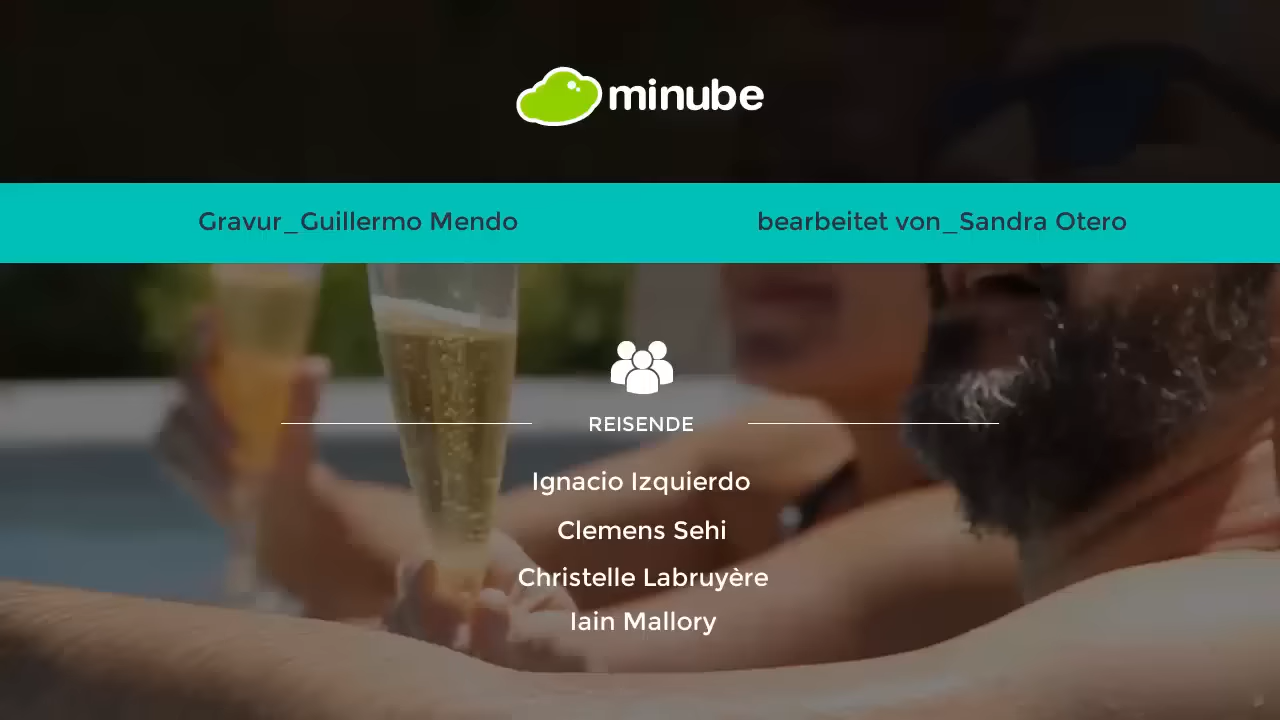 minube
Gravur_Guillermo Mendo
bearbeitet von_Sandra Otero
REISENDE
Ignacio Izquierdo
Clemens Sehi
Christelle Labruyère
Iain Mallory